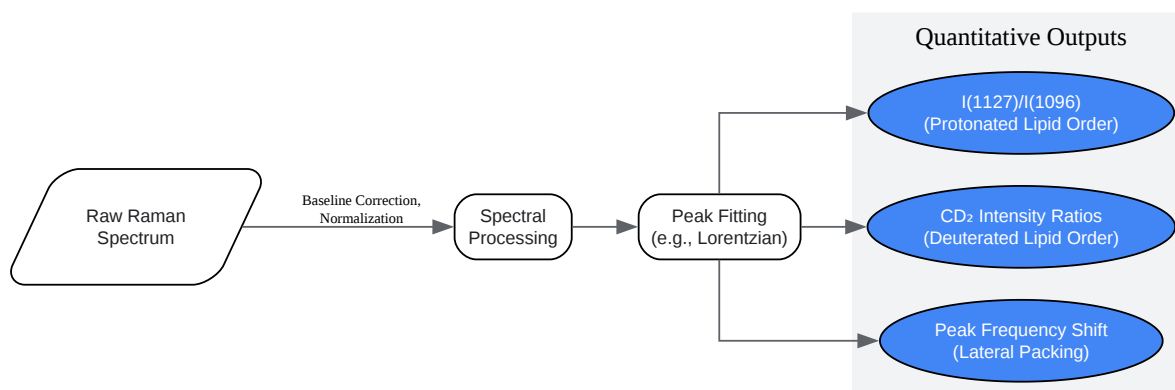 Quantitative Outputs
I(1127)/I(1096)
(Protonated Lipid Order)
Baseline Correction,
Normalization
Raw Raman
Spectrum
Spectral
Processing
Peak Fitting
(e.g., Lorentzian)
CD₂ Intensity Ratios
(Deuterated Lipid Order)
Peak Frequency Shift
(Lateral Packing)